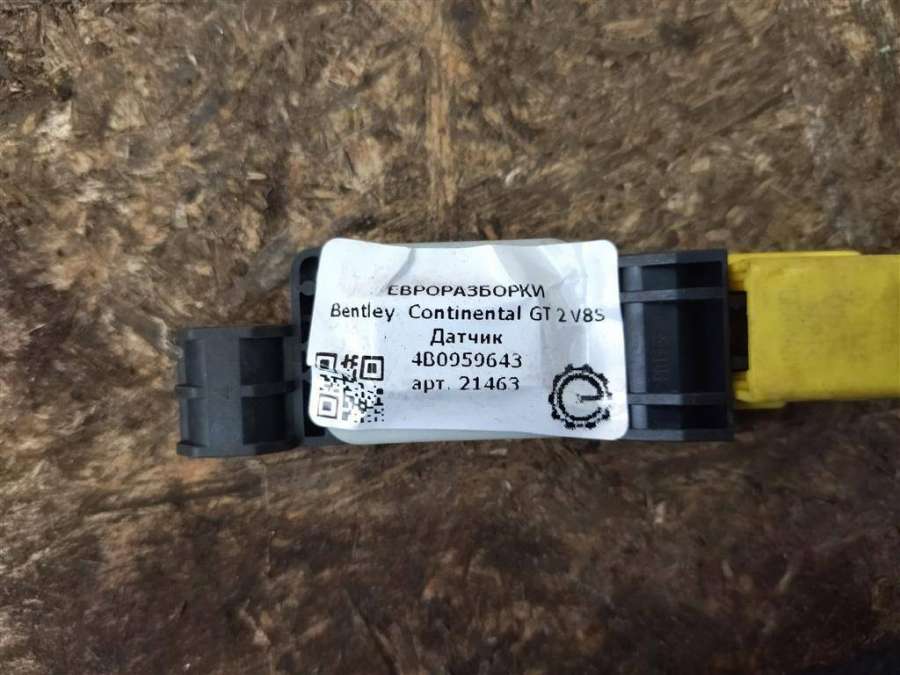 ЕВРОРАЗБОРКИ
Bentley Continental GT 2 V8S
Датчик
4B0959643
арт. 21463